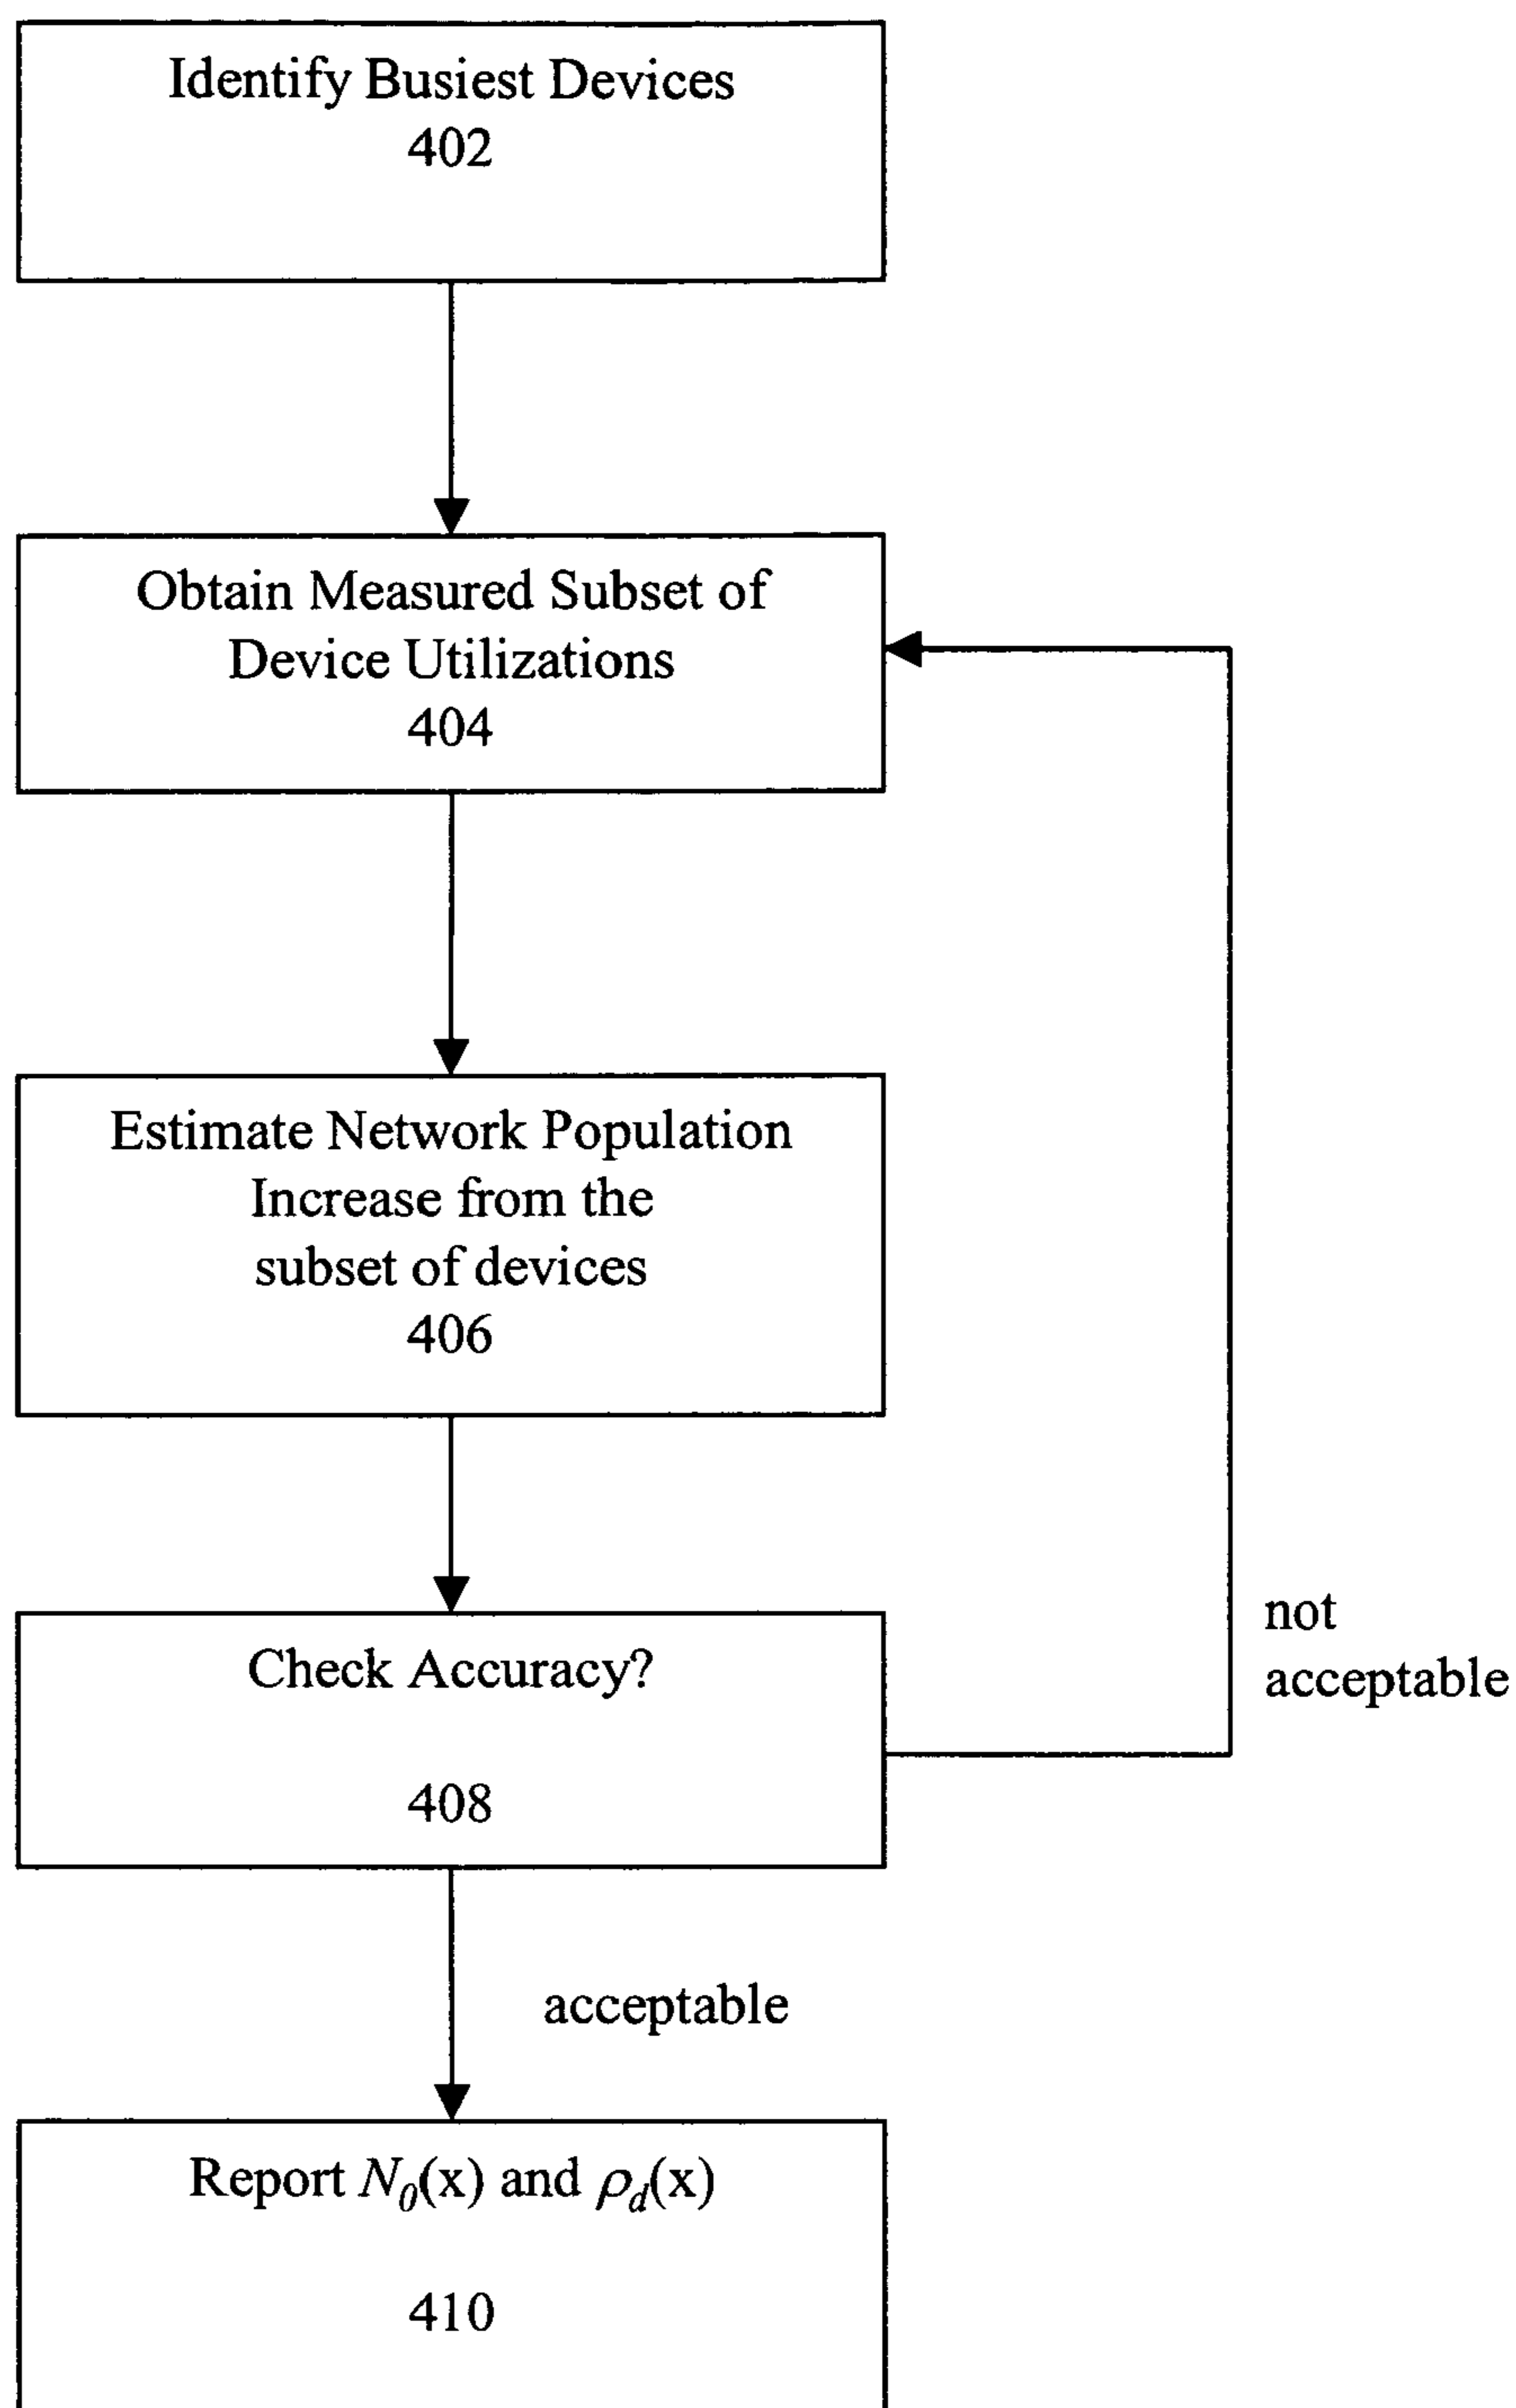 Identify Busiest Devices
402
Obtain Measured Subset of
Device Utilizations
404
Estimate Network Population
Increase from the
subset of devices
406
Check Accuracy?
408
not
acceptable
acceptable
Report N₀(x) and ρ_d(x)
410